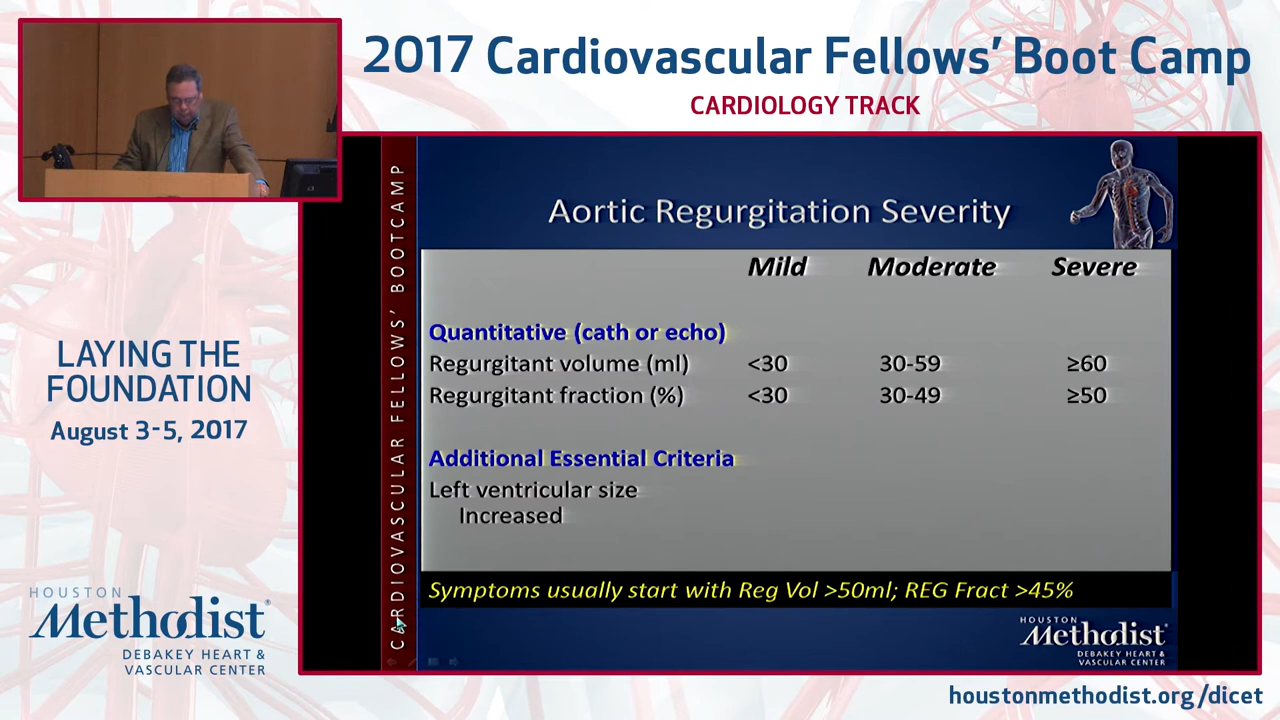 2017 Cardiovascular Fellows’ Boot Camp
CARDIOLOGY TRACK
LAYING THE
FOUNDATION
August 3-5, 2017
HOUSTON
Methodist®
DEBAKEY HEART &
VASCULAR CENTER
CARDIOVASCULAR FELLOWS’ BOOTCAMP
Aortic Regurgitation Severity
Mild Moderate Severe
Quantitative (cath or echo)
Regurgitant volume (ml) <30 30-59 ≥60
Regurgitant fraction (%) <30 30-49 ≥50
Additional Essential Criteria
Left ventricular size
Increased
Symptoms usually start with Reg Vol >50ml; REG Fract >45%
HOUSTON
Methodist®
DEBAKEY HEART &
VASCULAR CENTER
houstonmethodist.org/dicet